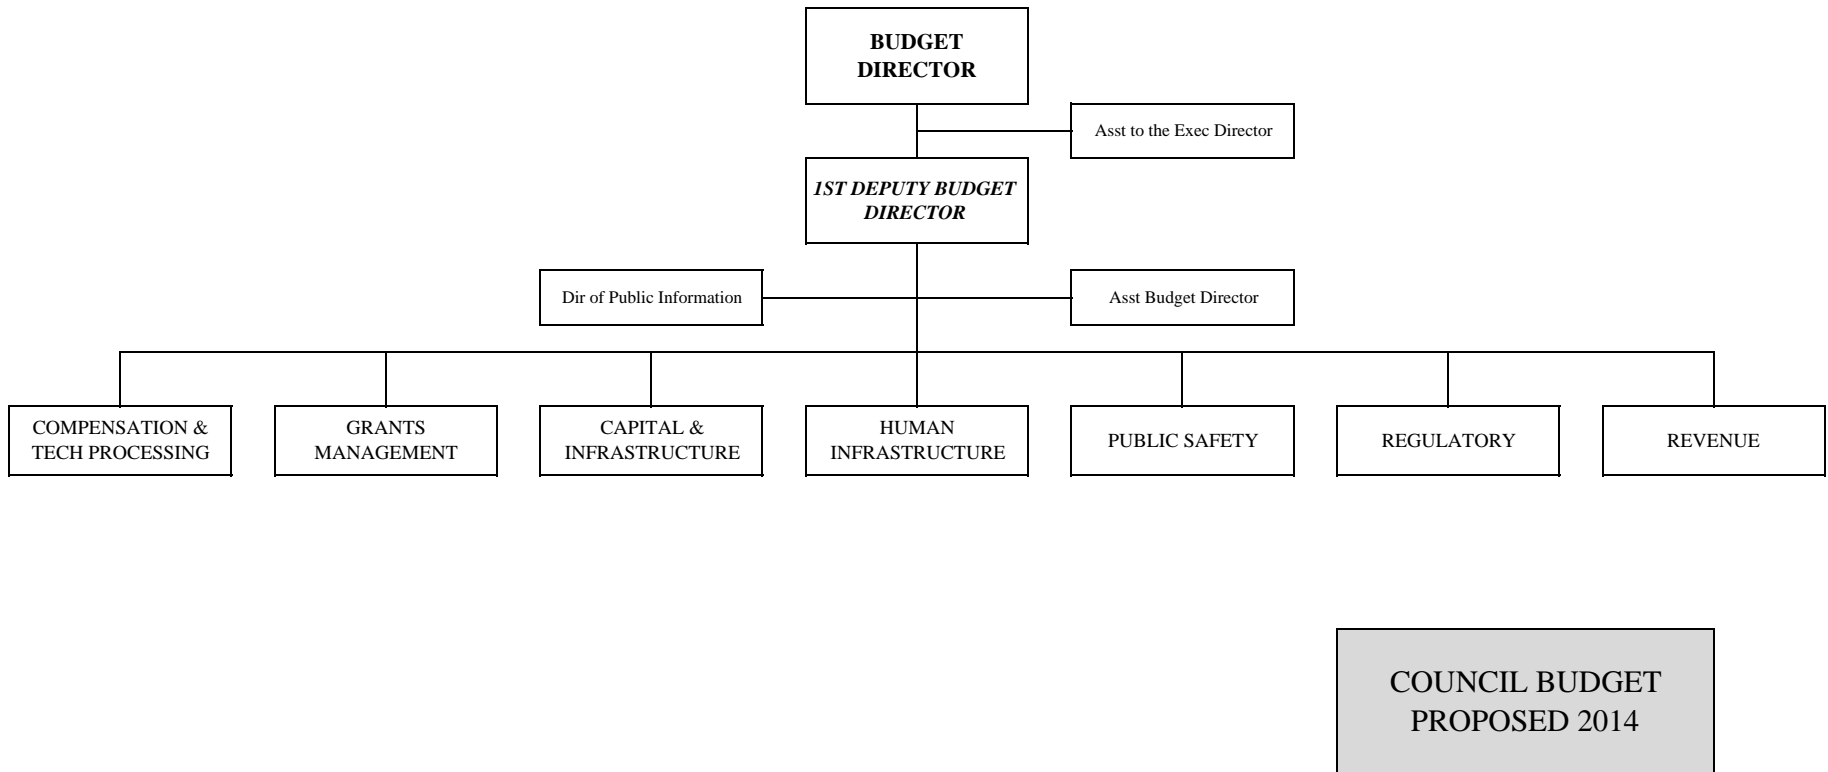 BUDGET
DIRECTOR
Asst to the Exec Director
1ST DEPUTY BUDGET
DIRECTOR
Dir of Public Information
Asst Budget Director
COMPENSATION &
TECH PROCESSING
GRANTS
MANAGEMENT
CAPITAL &
INFRASTRUCTURE
HUMAN
INFRASTRUCTURE
PUBLIC SAFETY
REGULATORY
REVENUE
COUNCIL BUDGET
PROPOSED 2014